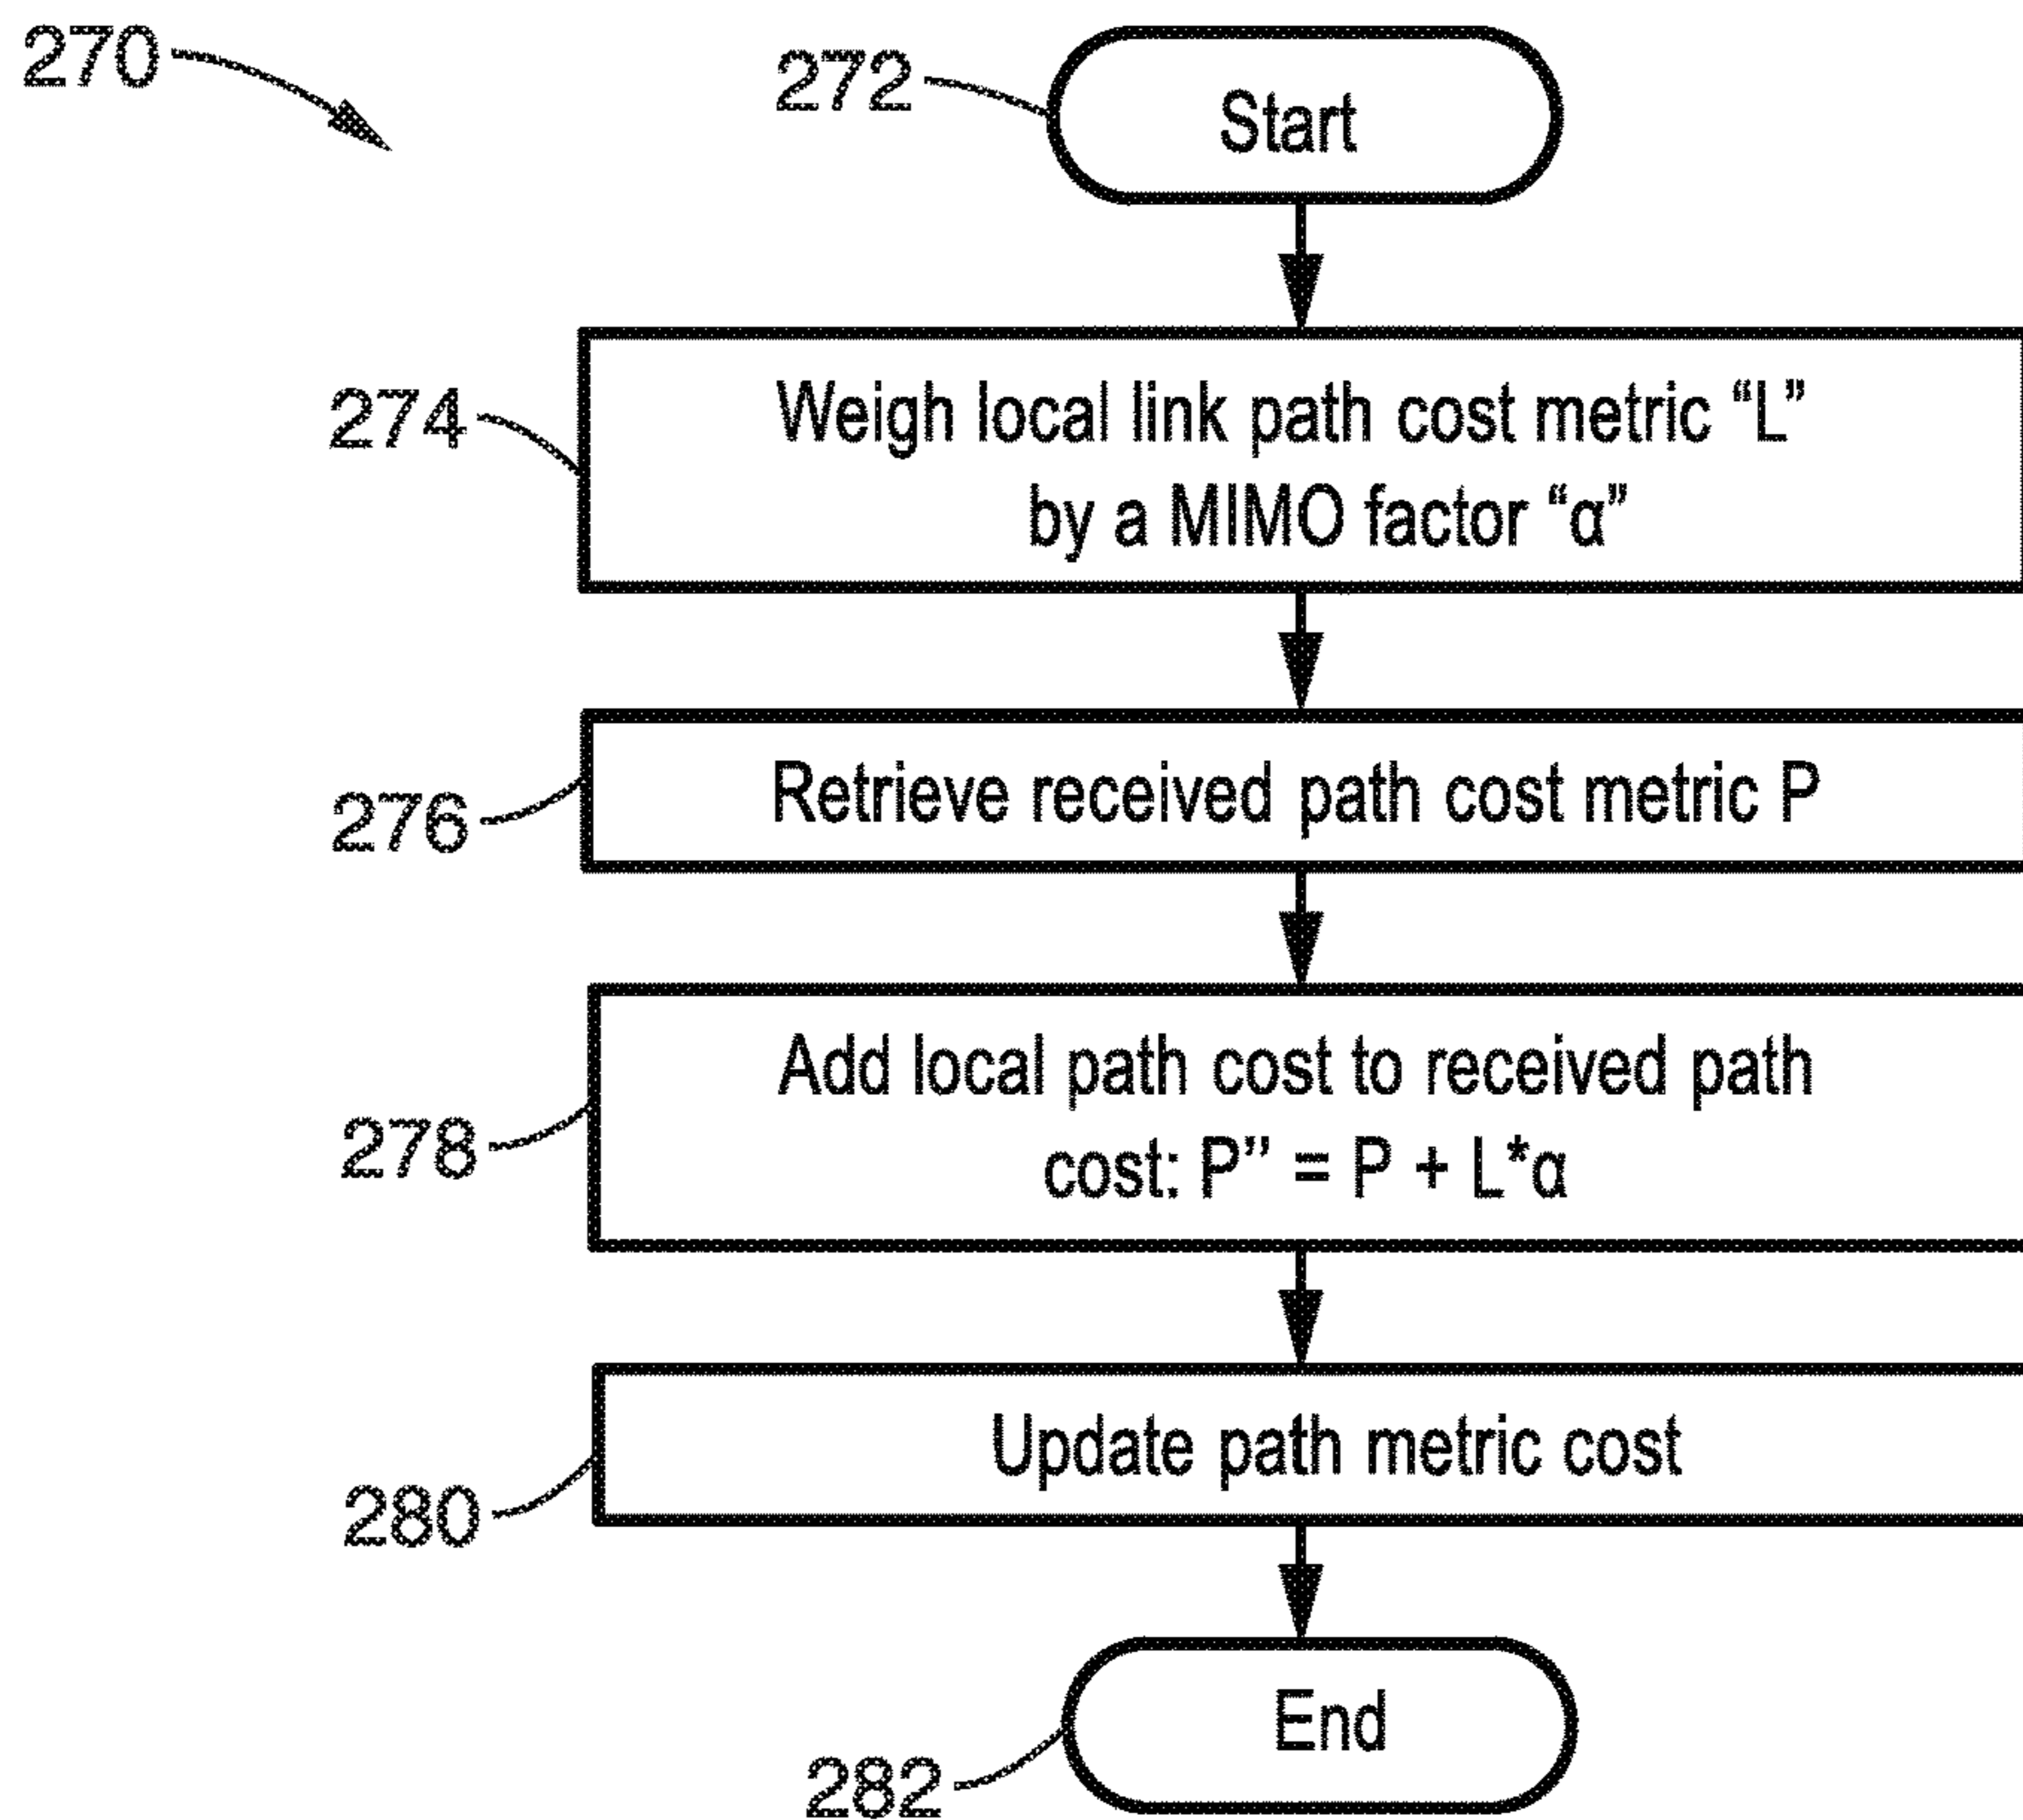 270
272
Start
274
Weigh local link path cost metric “L”
by a MIMO factor “α”
276
Retrieve received path cost metric P
278
Add local path cost to received path
cost: P” = P + L*α
280
Update path metric cost
282
End